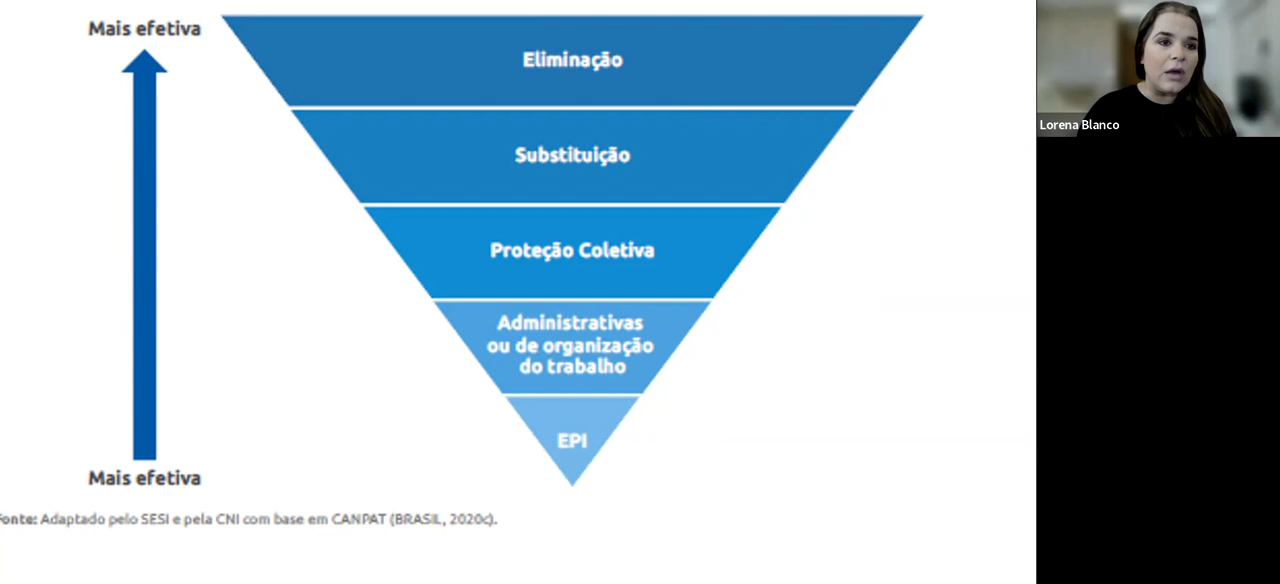 Mais efetiva
Eliminação
Substituição
Proteção Coletiva
Administrativas
ou de organização
do trabalho
EPI
Mais efetiva
Fonte: Adaptado pelo SESI e pela CNI com base em CANPAT (BRASIL, 2020c).
Lorena Blanco